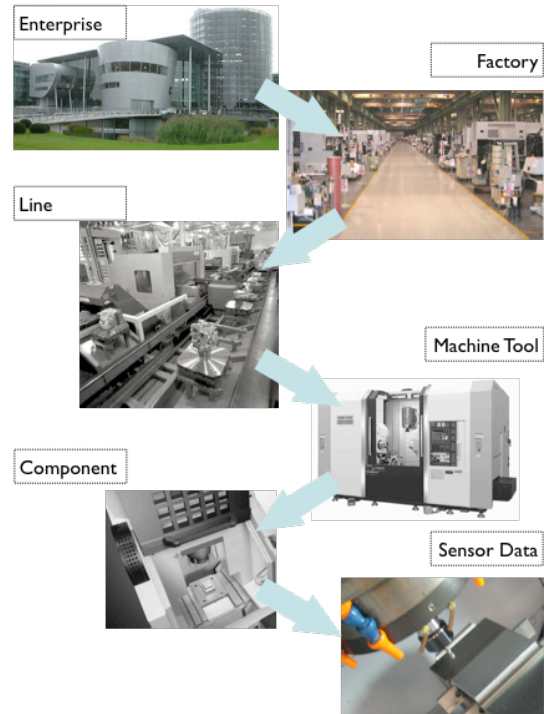 Enterprise
Factory
Line
Machine Tool
Component
Sensor Data